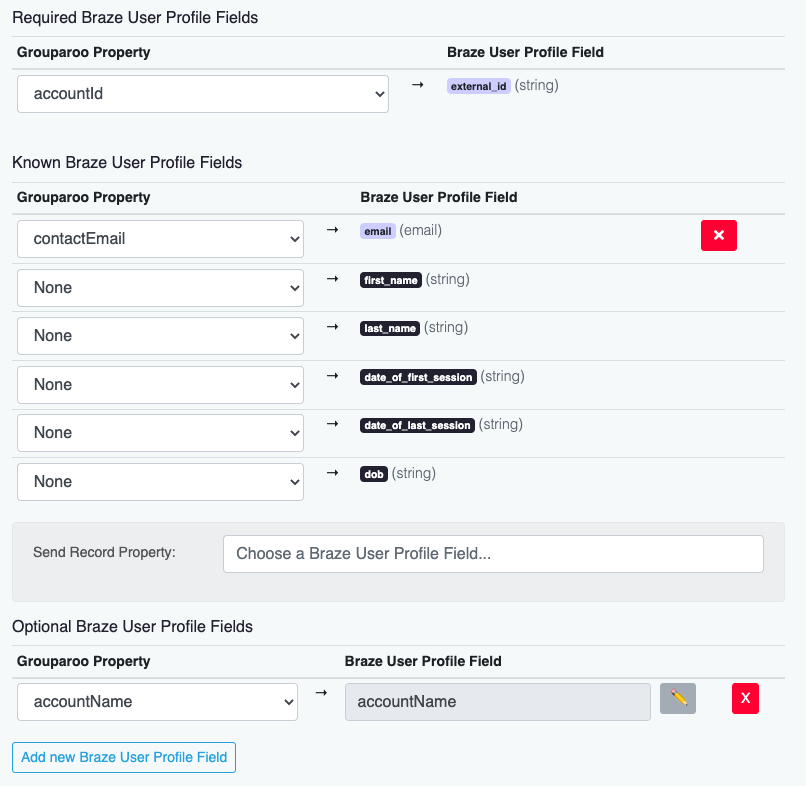 Required Braze User Profile Fields
Grouparoo Property Braze User Profile Field
accountId → external_id (string)
Known Braze User Profile Fields
Grouparoo Property Braze User Profile Field
contactEmail → email (email) ×
None → first_name (string)
None → last_name (string)
None → date_of_first_session (string)
None → date_of_last_session (string)
None → dob (string)
Send Record Property: Choose a Braze User Profile Field...
Optional Braze User Profile Fields
Grouparoo Property Braze User Profile Field
accountName → accountName ✏️ X
Add new Braze User Profile Field